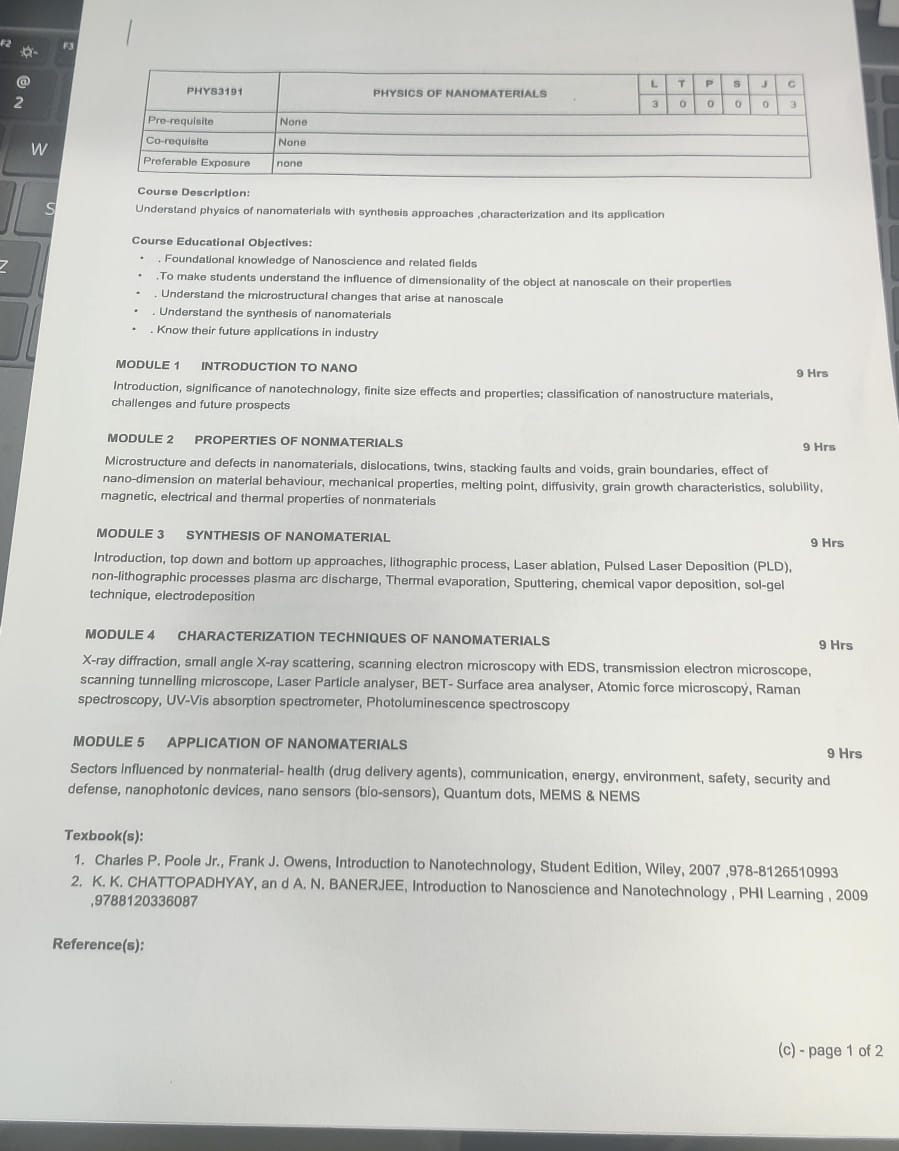 F2
F3
@
2
W
S
Z
PHYS3191
PHYSICS OF NANOMATERIALS
L T P S J C
3 0 0 0 0 3
Pre-requisite None
Co-requisite None
Preferable Exposure none
Course Description:
Understand physics of nanomaterials with synthesis approaches ,characterization and its application
Course Educational Objectives:
• . Foundational knowledge of Nanoscience and related fields
• .To make students understand the influence of dimensionality of the object at nanoscale on their properties
• . Understand the microstructural changes that arise at nanoscale
• . Understand the synthesis of nanomaterials
• . Know their future applications in industry
MODULE 1 INTRODUCTION TO NANO 9 Hrs
Introduction, significance of nanotechnology, finite size effects and properties; classification of nanostructure materials,
challenges and future prospects
MODULE 2 PROPERTIES OF NONMATERIALS 9 Hrs
Microstructure and defects in nanomaterials, dislocations, twins, stacking faults and voids, grain boundaries, effect of
nano-dimension on material behaviour, mechanical properties, melting point, diffusivity, grain growth characteristics, solubility,
magnetic, electrical and thermal properties of nonmaterials
MODULE 3 SYNTHESIS OF NANOMATERIAL 9 Hrs
Introduction, top down and bottom up approaches, lithographic process, Laser ablation, Pulsed Laser Deposition (PLD),
non-lithographic processes plasma arc discharge, Thermal evaporation, Sputtering, chemical vapor deposition, sol-gel
technique, electrodeposition
MODULE 4 CHARACTERIZATION TECHNIQUES OF NANOMATERIALS 9 Hrs
X-ray diffraction, small angle X-ray scattering, scanning electron microscopy with EDS, transmission electron microscope,
scanning tunnelling microscope, Laser Particle analyser, BET- Surface area analyser, Atomic force microscopy, Raman
spectroscopy, UV-Vis absorption spectrometer, Photoluminescence spectroscopy
MODULE 5 APPLICATION OF NANOMATERIALS 9 Hrs
Sectors influenced by nonmaterial- health (drug delivery agents), communication, energy, environment, safety, security and
defense, nanophotonic devices, nano sensors (bio-sensors), Quantum dots, MEMS & NEMS
Texbook(s):
1. Charles P. Poole Jr., Frank J. Owens, Introduction to Nanotechnology, Student Edition, Wiley, 2007 ,978-8126510993
2. K. K. CHATTOPADHYAY, an d A. N. BANERJEE, Introduction to Nanoscience and Nanotechnology , PHI Learning , 2009
,9788120336087
Reference(s):
(c) - page 1 of 2